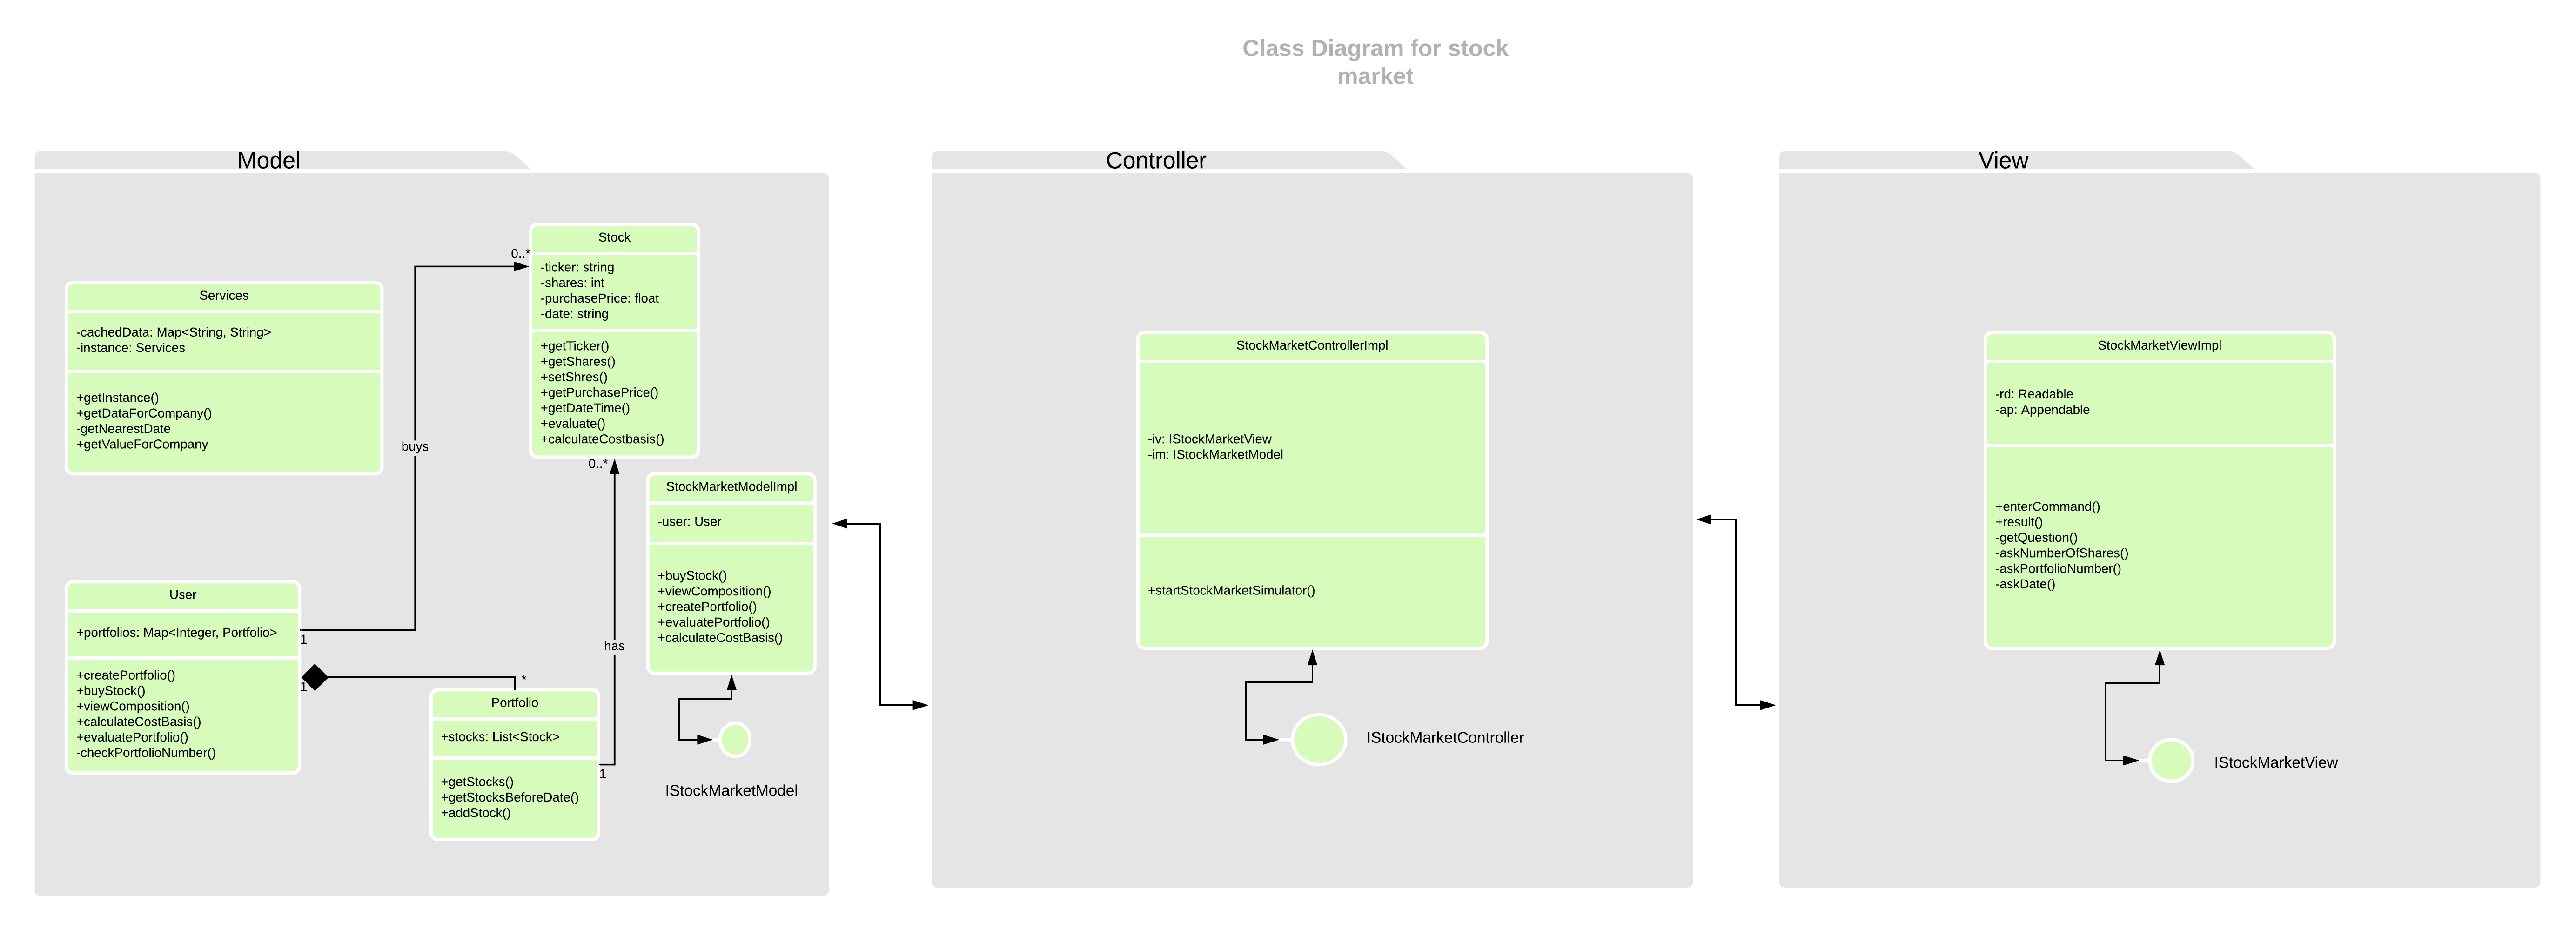 Class Diagram for stock
market
Model
Services
-cachedData: Map<String, String>
-instance: Services
+getInstance()
+getDataForCompany()
-getNearestDate
+getValueForCompany
Stock
-ticker: string
-shares: int
-purchasePrice: float
-date: string
+getTicker()
+getShares()
+setShres()
+getPurchasePrice()
+getDateTime()
+evaluate()
+calculateCostbasis()
0..*
buys
1
0..*
has
1
User
+portfolios: Map<Integer, Portfolio>
+createPortfolio()
+buyStock()
+viewComposition()
+calculateCostBasis()
+evaluatePortfolio()
-checkPortfolioNumber()
1
*
Portfolio
+stocks: List<Stock>
+getStocks()
+getStocksBeforeDate()
+addStock()
StockMarketModelImpl
-user: User
+buyStock()
+viewComposition()
+createPortfolio()
+evaluatePortfolio()
+calculateCostBasis()
IStockMarketModel
Controller
StockMarketControllerImpl
-iv: IStockMarketView
-im: IStockMarketModel
+startStockMarketSimulator()
IStockMarketController
View
StockMarketViewImpl
-rd: Readable
-ap: Appendable
+enterCommand()
+result()
-getQuestion()
-askNumberOfShares()
-askPortfolioNumber()
-askDate()
IStockMarketView